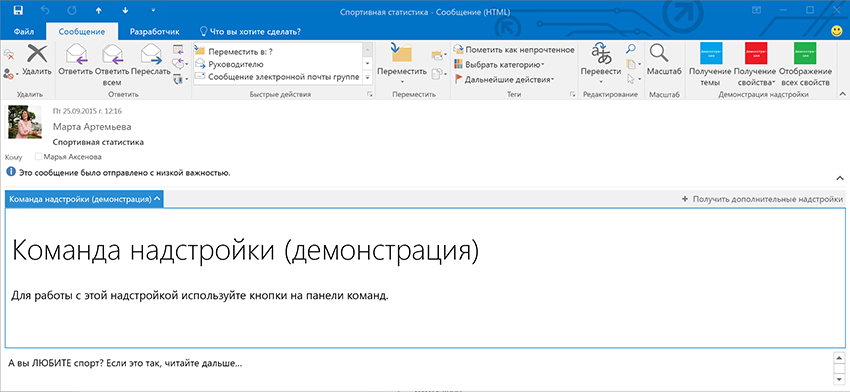 Спортивная статистика - Сообщение (HTML)
Файл Сообщение Разработчик Что вы хотите сделать?
Удалить
Ответить
Ответить всем
Переслать
Переместить в: ?
Руководителю
Сообщение электронной почты группе
Переместить
Пометить как непрочтенное
Выбрать категорию
Дальнейшие действия
Перевести
Масштаб
Получение темы
Получение свойства
Отображение всех свойств
Удалить Ответить Быстрые действия Переместить Теги Редактирование Масштаб Демонстрация надстройки
Пт 25.09.2015 г. 12:16
Марта Артемьева
Спортивная статистика
Кому Марья Аксенова
Это сообщение было отправлено с низкой важностью.
Команда надстройки (демонстрация) + Получить дополнительные надстройки
Команда надстройки (демонстрация)
Для работы с этой надстройкой используйте кнопки на панели команд.
А вы ЛЮБИТЕ спорт? Если это так, читайте дальше...